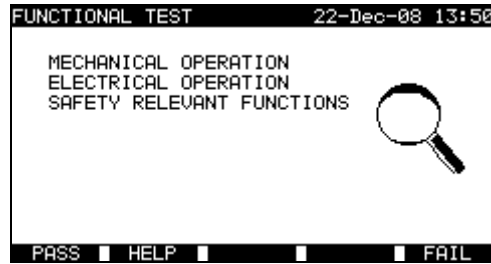 FUNCTIONAL TEST 22-Dec-08 13:50
MECHANICAL OPERATION
ELECTRICAL OPERATION
SAFETY RELEVANT FUNCTIONS
PASS HELP FAIL